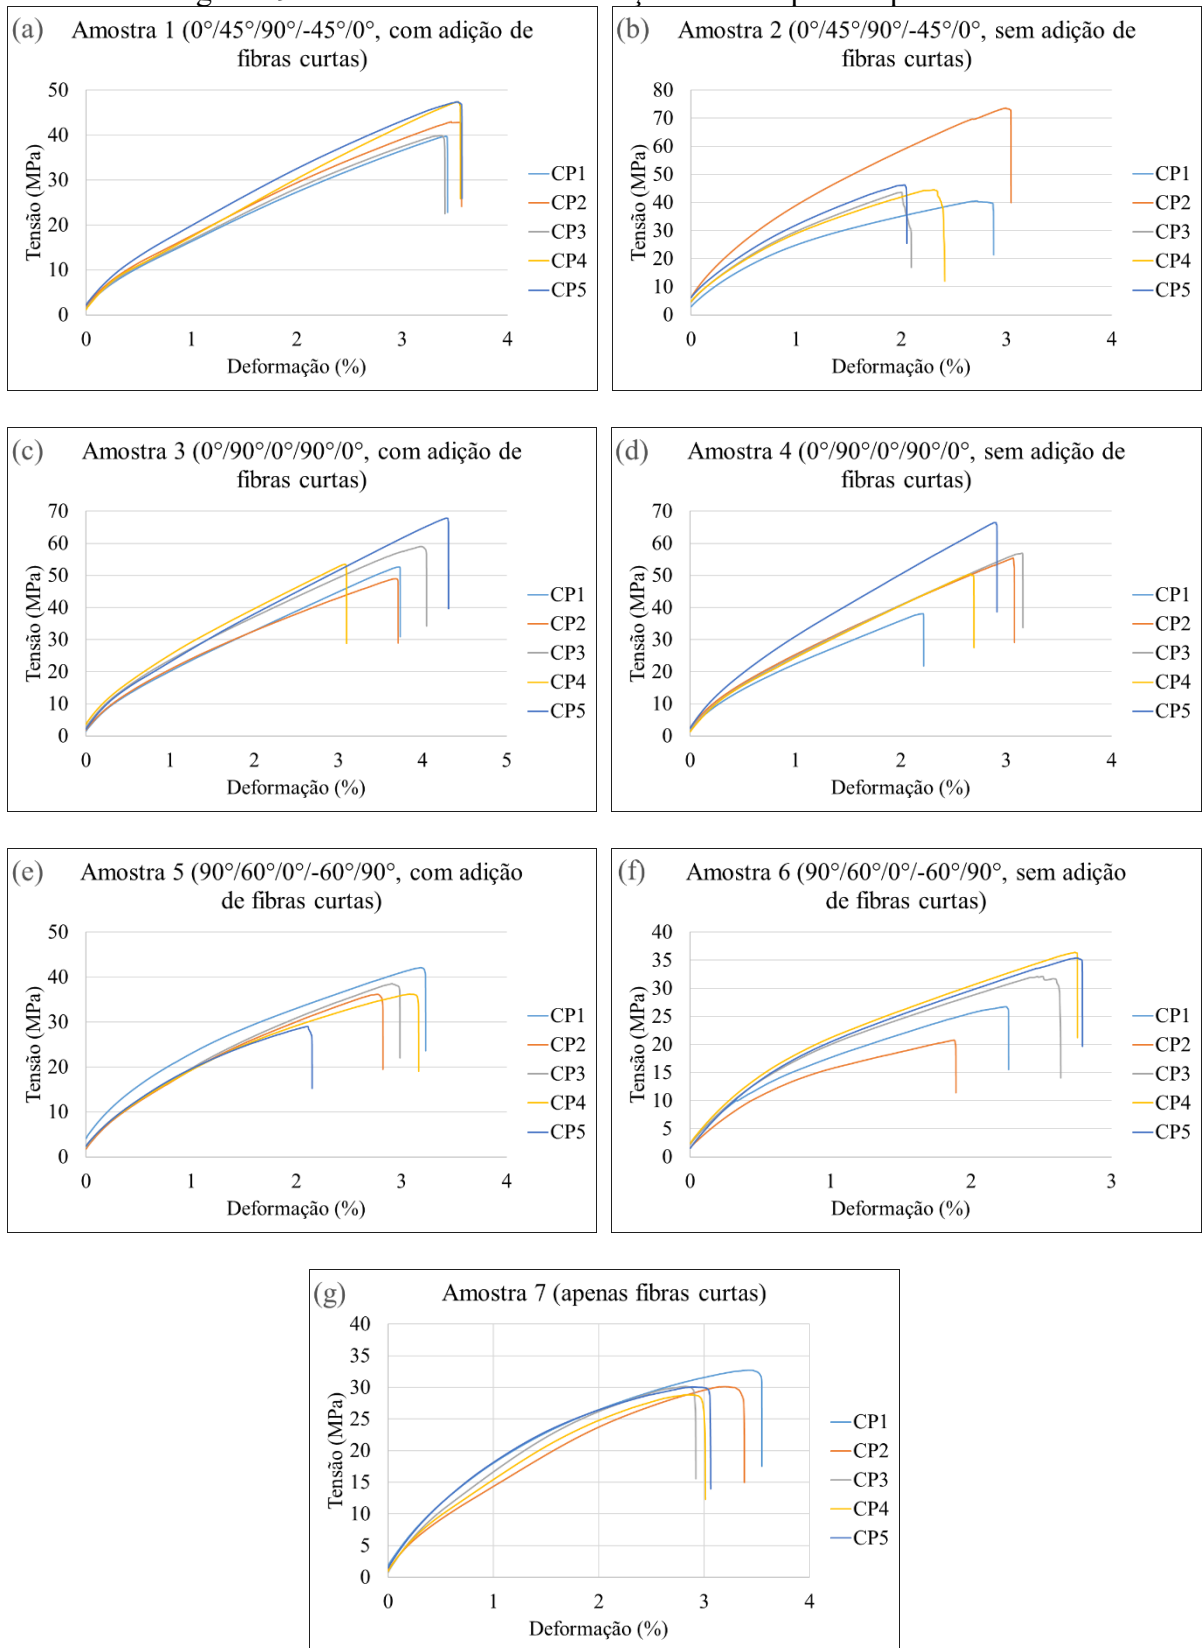 (a) Amostra 1 (0°/45°/90°/-45°/0°, com adição de
fibras curtas)
50
40
30
20
10
0
Tensão (MPa)
0 1 2 3 4
Deformação (%)
CP1
CP2
CP3
CP4
CP5
(b) Amostra 2 (0°/45°/90°/-45°/0°, sem adição de
fibras curtas)
80
70
60
50
40
30
20
10
0
Tensão (MPa)
0 1 2 3 4
Deformação (%)
CP1
CP2
CP3
CP4
CP5
(c) Amostra 3 (0°/90°/0°/90°/0°, com adição de
fibras curtas)
70
60
50
40
30
20
10
0
Tensão (MPa)
0 1 2 3 4 5
Deformação (%)
CP1
CP2
CP3
CP4
CP5
(d) Amostra 4 (0°/90°/0°/90°/0°, sem adição de
fibras curtas)
70
60
50
40
30
20
10
0
Tensão (MPa)
0 1 2 3 4
Deformação (%)
CP1
CP2
CP3
CP4
CP5
(e) Amostra 5 (90°/60°/0°/-60°/90°, com adição
de fibras curtas)
50
40
30
20
10
0
Tensão (MPa)
0 1 2 3 4
Deformação (%)
CP1
CP2
CP3
CP4
CP5
(f) Amostra 6 (90°/60°/0°/-60°/90°, sem adição
de fibras curtas)
40
35
30
25
20
15
10
5
0
Tensão (MPa)
0 1 2 3
Deformação (%)
CP1
CP2
CP3
CP4
CP5
(g) Amostra 7 (apenas fibras curtas)
40
35
30
25
20
15
10
5
0
Tensão (MPa)
0 1 2 3 4
Deformação (%)
CP1
CP2
CP3
CP4
CP5